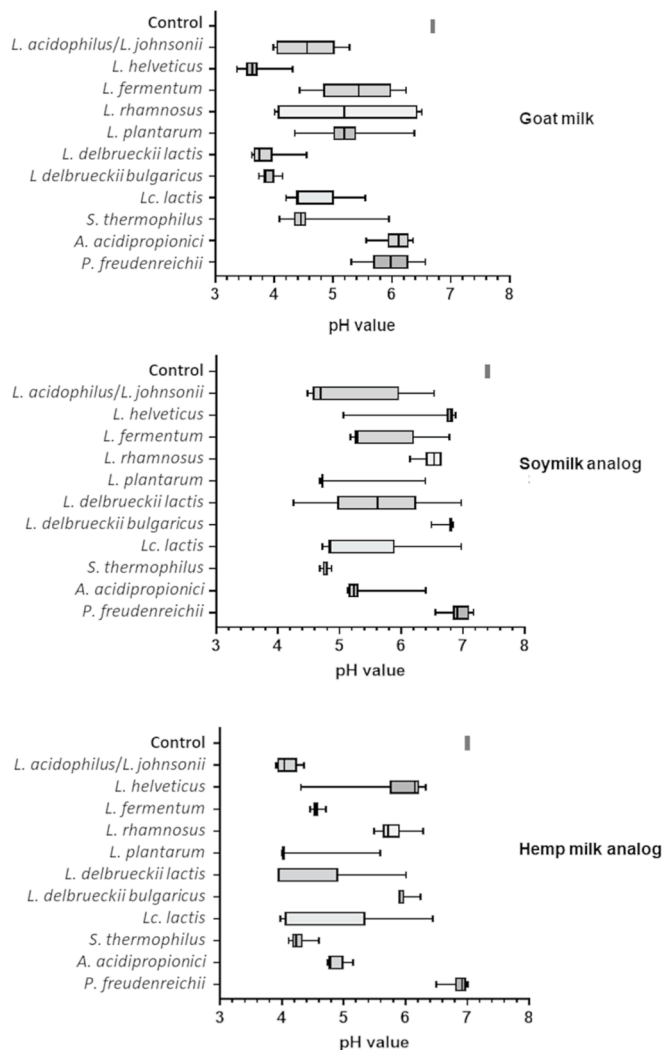 Control
L. acidophilus/L. johnsonii
L. helveticus
L. fermentum
L. rhamnosus
Goat milk
L. plantarum
L. delbrueckii lactis
L delbrueckii bulgaricus
Lc. lactis
S. thermophilus
A. acidipropionici
P. freudenreichii
3 4 5 6 7 8
pH value
Control
L. acidophilus/L. johnsonii
L. helveticus
L. fermentum
L. rhamnosus
Soymilk analog
L. plantarum
L. delbrueckii lactis
L. delbrueckii bulgaricus
Lc. lactis
S. thermophilus
A. acidipropionici
P. freudenreichii
3 4 5 6 7 8
pH value
Control
L. acidophilus/L. johnsonii
L. helveticus
L. fermentum
L. rhamnosus
Hemp milk analog
L. plantarum
L. delbrueckii lactis
L. delbrueckii bulgaricus
Lc. lactis
S. thermophilus
A. acidipropionici
P. freudenreichii
3 4 5 6 7 8
pH value